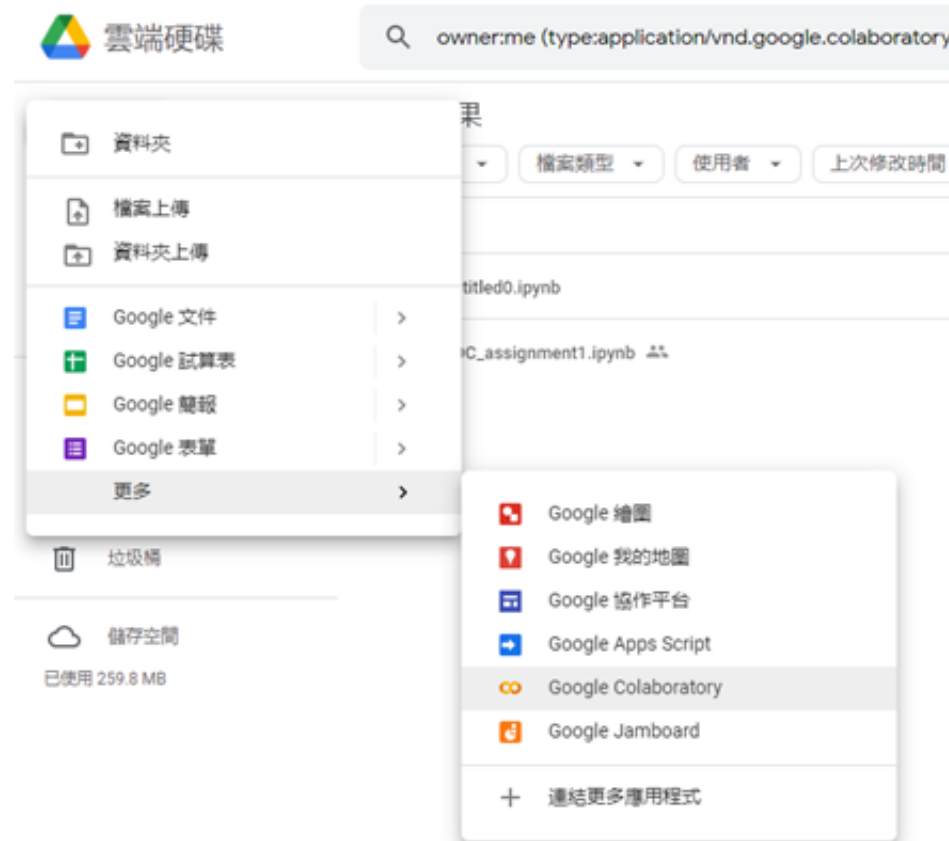 雲端硬碟
owner:me (type:application/vnd.google.colaboratory
果
檔案類型
使用者
上次修改時間
資料夾
檔案上傳
資料夾上傳
Google 文件
Google 試算表
Google 簡報
Google 表單
更多
titled0.ipynb
C_assignment1.ipynb
Google 繪圖
Google 我的地圖
Google 協作平台
Google Apps Script
Google Colaboratory
Google Jamboard
連結更多應用程式
垃圾桶
儲存空間
已使用 259.8 MB